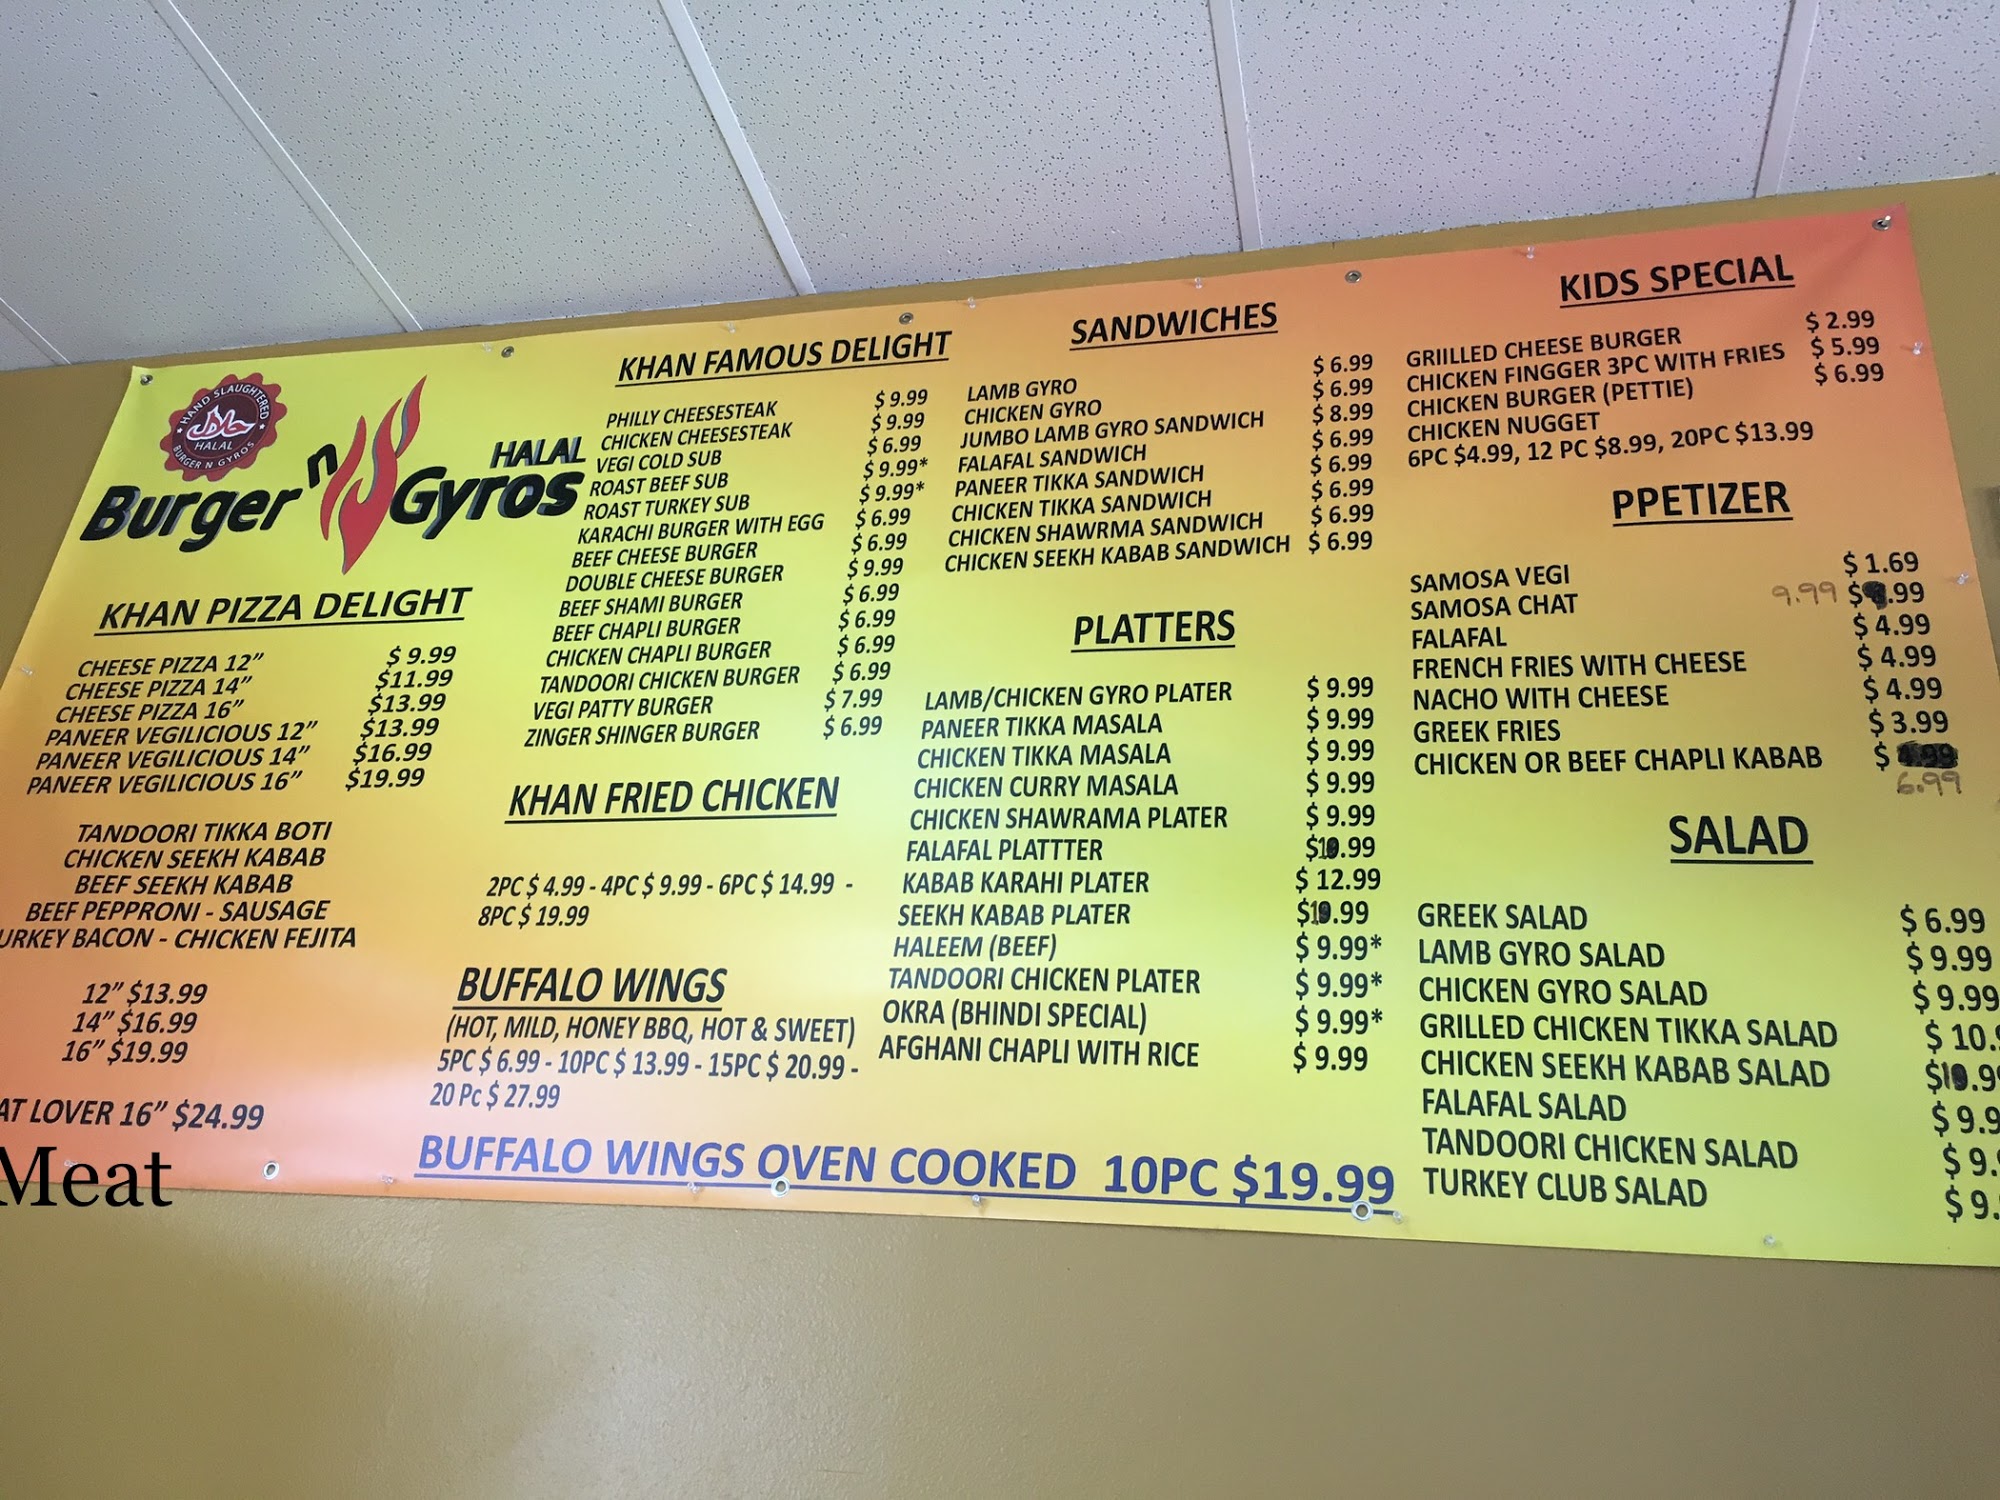 HAND SLAUGHTERED
HALAL
BURGER N GYROS
HALAL
Burger n Gyros
KHAN PIZZA DELIGHT
CHEESE PIZZA 12” $ 9.99
CHEESE PIZZA 14” $11.99
CHEESE PIZZA 16” $13.99
PANEER VEGILICIOUS 12” $13.99
PANEER VEGILICIOUS 14” $16.99
PANEER VEGILICIOUS 16” $19.99
TANDOORI TIKKA BOTI
CHICKEN SEEKH KABAB
BEEF SEEKH KABAB
BEEF PEPPRONI - SAUSAGE
URKEY BACON - CHICKEN FEJITA
12” $13.99
14” $16.99
16” $19.99
AT LOVER 16” $24.99
Meat
KHAN FAMOUS DELIGHT
PHILLY CHEESESTEAK $ 9.99
CHICKEN CHEESESTEAK $ 9.99
VEGI COLD SUB $ 6.99
ROAST BEEF SUB $ 9.99*
ROAST TURKEY SUB $ 9.99*
KARACHI BURGER WITH EGG $ 6.99
BEEF CHEESE BURGER $ 6.99
DOUBLE CHEESE BURGER $ 9.99
BEEF SHAMI BURGER $ 6.99
BEEF CHAPLI BURGER $ 6.99
CHICKEN CHAPLI BURGER $ 6.99
TANDOORI CHICKEN BURGER $ 6.99
VEGI PATTY BURGER $ 7.99
ZINGER SHINGER BURGER $ 6.99
KHAN FRIED CHICKEN
2PC $ 4.99 - 4PC $ 9.99 - 6PC $ 14.99 -
8PC $ 19.99
BUFFALO WINGS
(HOT, MILD, HONEY BBQ, HOT & SWEET)
5PC $ 6.99 - 10PC $ 13.99 - 15PC $ 20.99 -
20 Pc $ 27.99
BUFFALO WINGS OVEN COOKED 10PC $19.99
SANDWICHES
LAMB GYRO $ 6.99
CHICKEN GYRO $ 6.99
JUMBO LAMB GYRO SANDWICH $ 8.99
FALAFAL SANDWICH $ 6.99
PANEER TIKKA SANDWICH $ 6.99
CHICKEN TIKKA SANDWICH $ 6.99
CHICKEN SHAWRMA SANDWICH $ 6.99
CHICKEN SEEKH KABAB SANDWICH $ 6.99
PLATTERS
LAMB/CHICKEN GYRO PLATER $ 9.99
PANEER TIKKA MASALA $ 9.99
CHICKEN TIKKA MASALA $ 9.99
CHICKEN CURRY MASALA $ 9.99
CHICKEN SHAWRAMA PLATER $ 9.99
FALAFAL PLATTTER
KABAB KARAHI PLATER $ 12.99
SEEKH KABAB PLATER
HALEEM (BEEF) $ 9.99*
TANDOORI CHICKEN PLATER $ 9.99*
OKRA (BHINDI SPECIAL) $ 9.99*
AFGHANI CHAPLI WITH RICE $ 9.99
KIDS SPECIAL
GRIILLED CHEESE BURGER $ 2.99
CHICKEN FINGGER 3PC WITH FRIES $ 5.99
CHICKEN BURGER (PETTIE) $ 6.99
CHICKEN NUGGET
6PC $4.99, 12 PC $8.99, 20PC $13.99
PPETIZER
SAMOSA VEGI $ 1.69
SAMOSA CHAT 9.99
FALAFAL $ 4.99
FRENCH FRIES WITH CHEESE $ 4.99
NACHO WITH CHEESE $ 4.99
GREEK FRIES $ 3.99
CHICKEN OR BEEF CHAPLI KABAB $
6.99
SALAD
GREEK SALAD $ 6.99
LAMB GYRO SALAD $ 9.99
CHICKEN GYRO SALAD $ 9.99
GRILLED CHICKEN TIKKA SALAD $ 10.
CHICKEN SEEKH KABAB SALAD
FALAFAL SALAD $ 9.9
TANDOORI CHICKEN SALAD $ 9.
TURKEY CLUB SALAD $ 9.